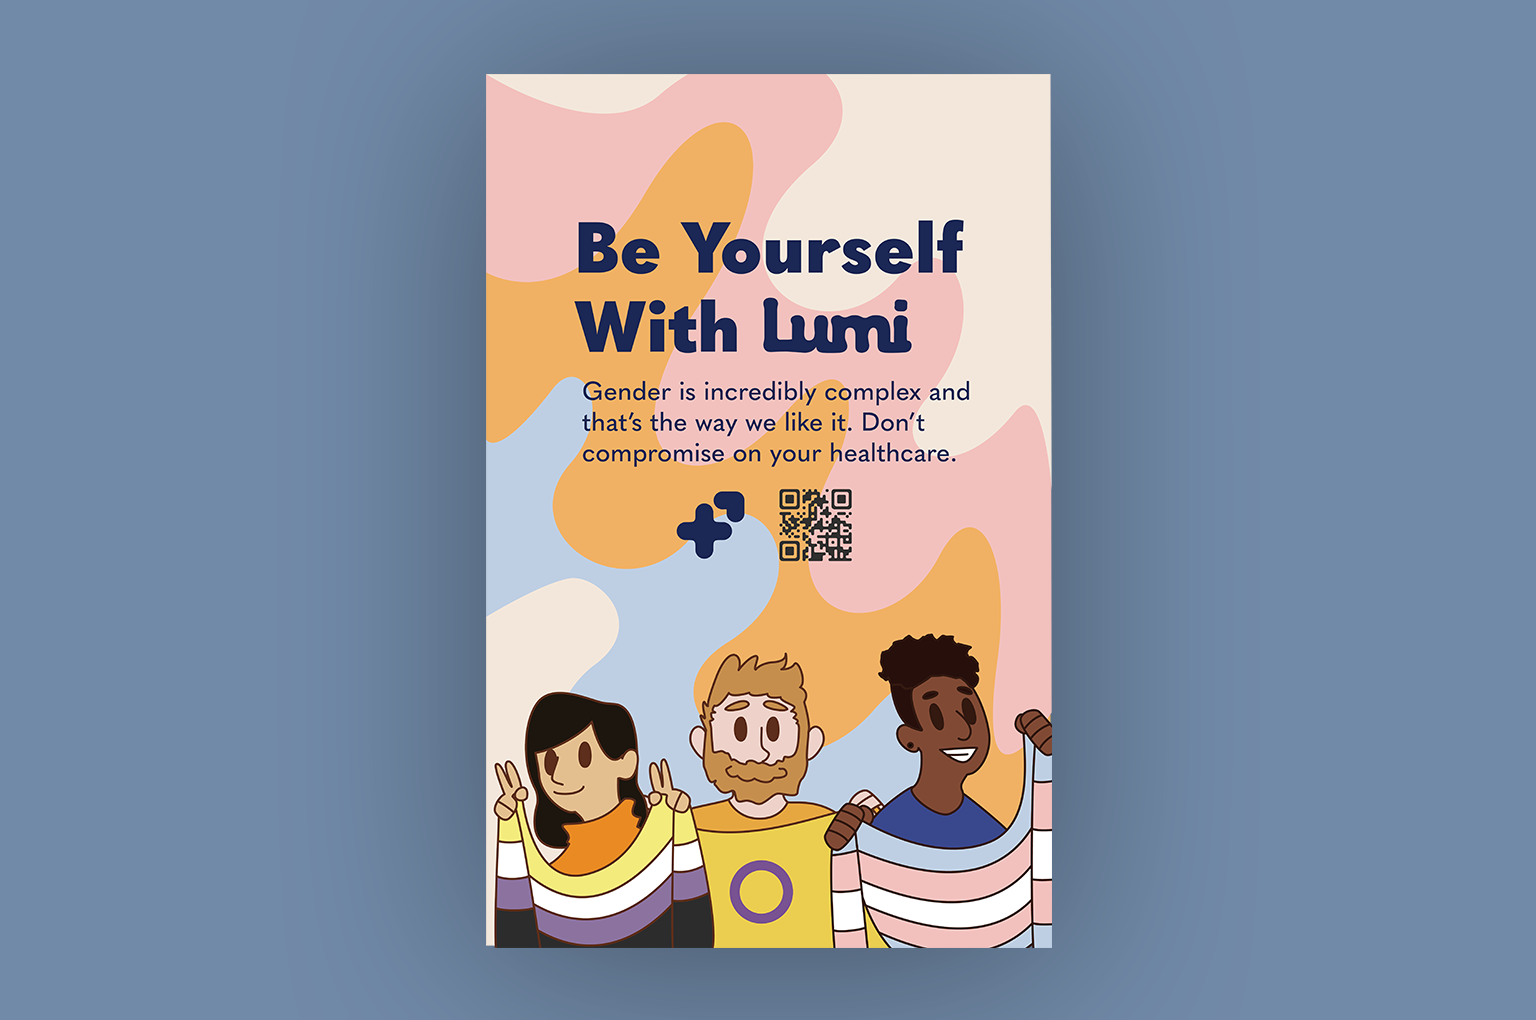 Be Yourself
With Lumi
Gender is incredibly complex and
that's the way we like it. Don't
compromise on your healthcare.